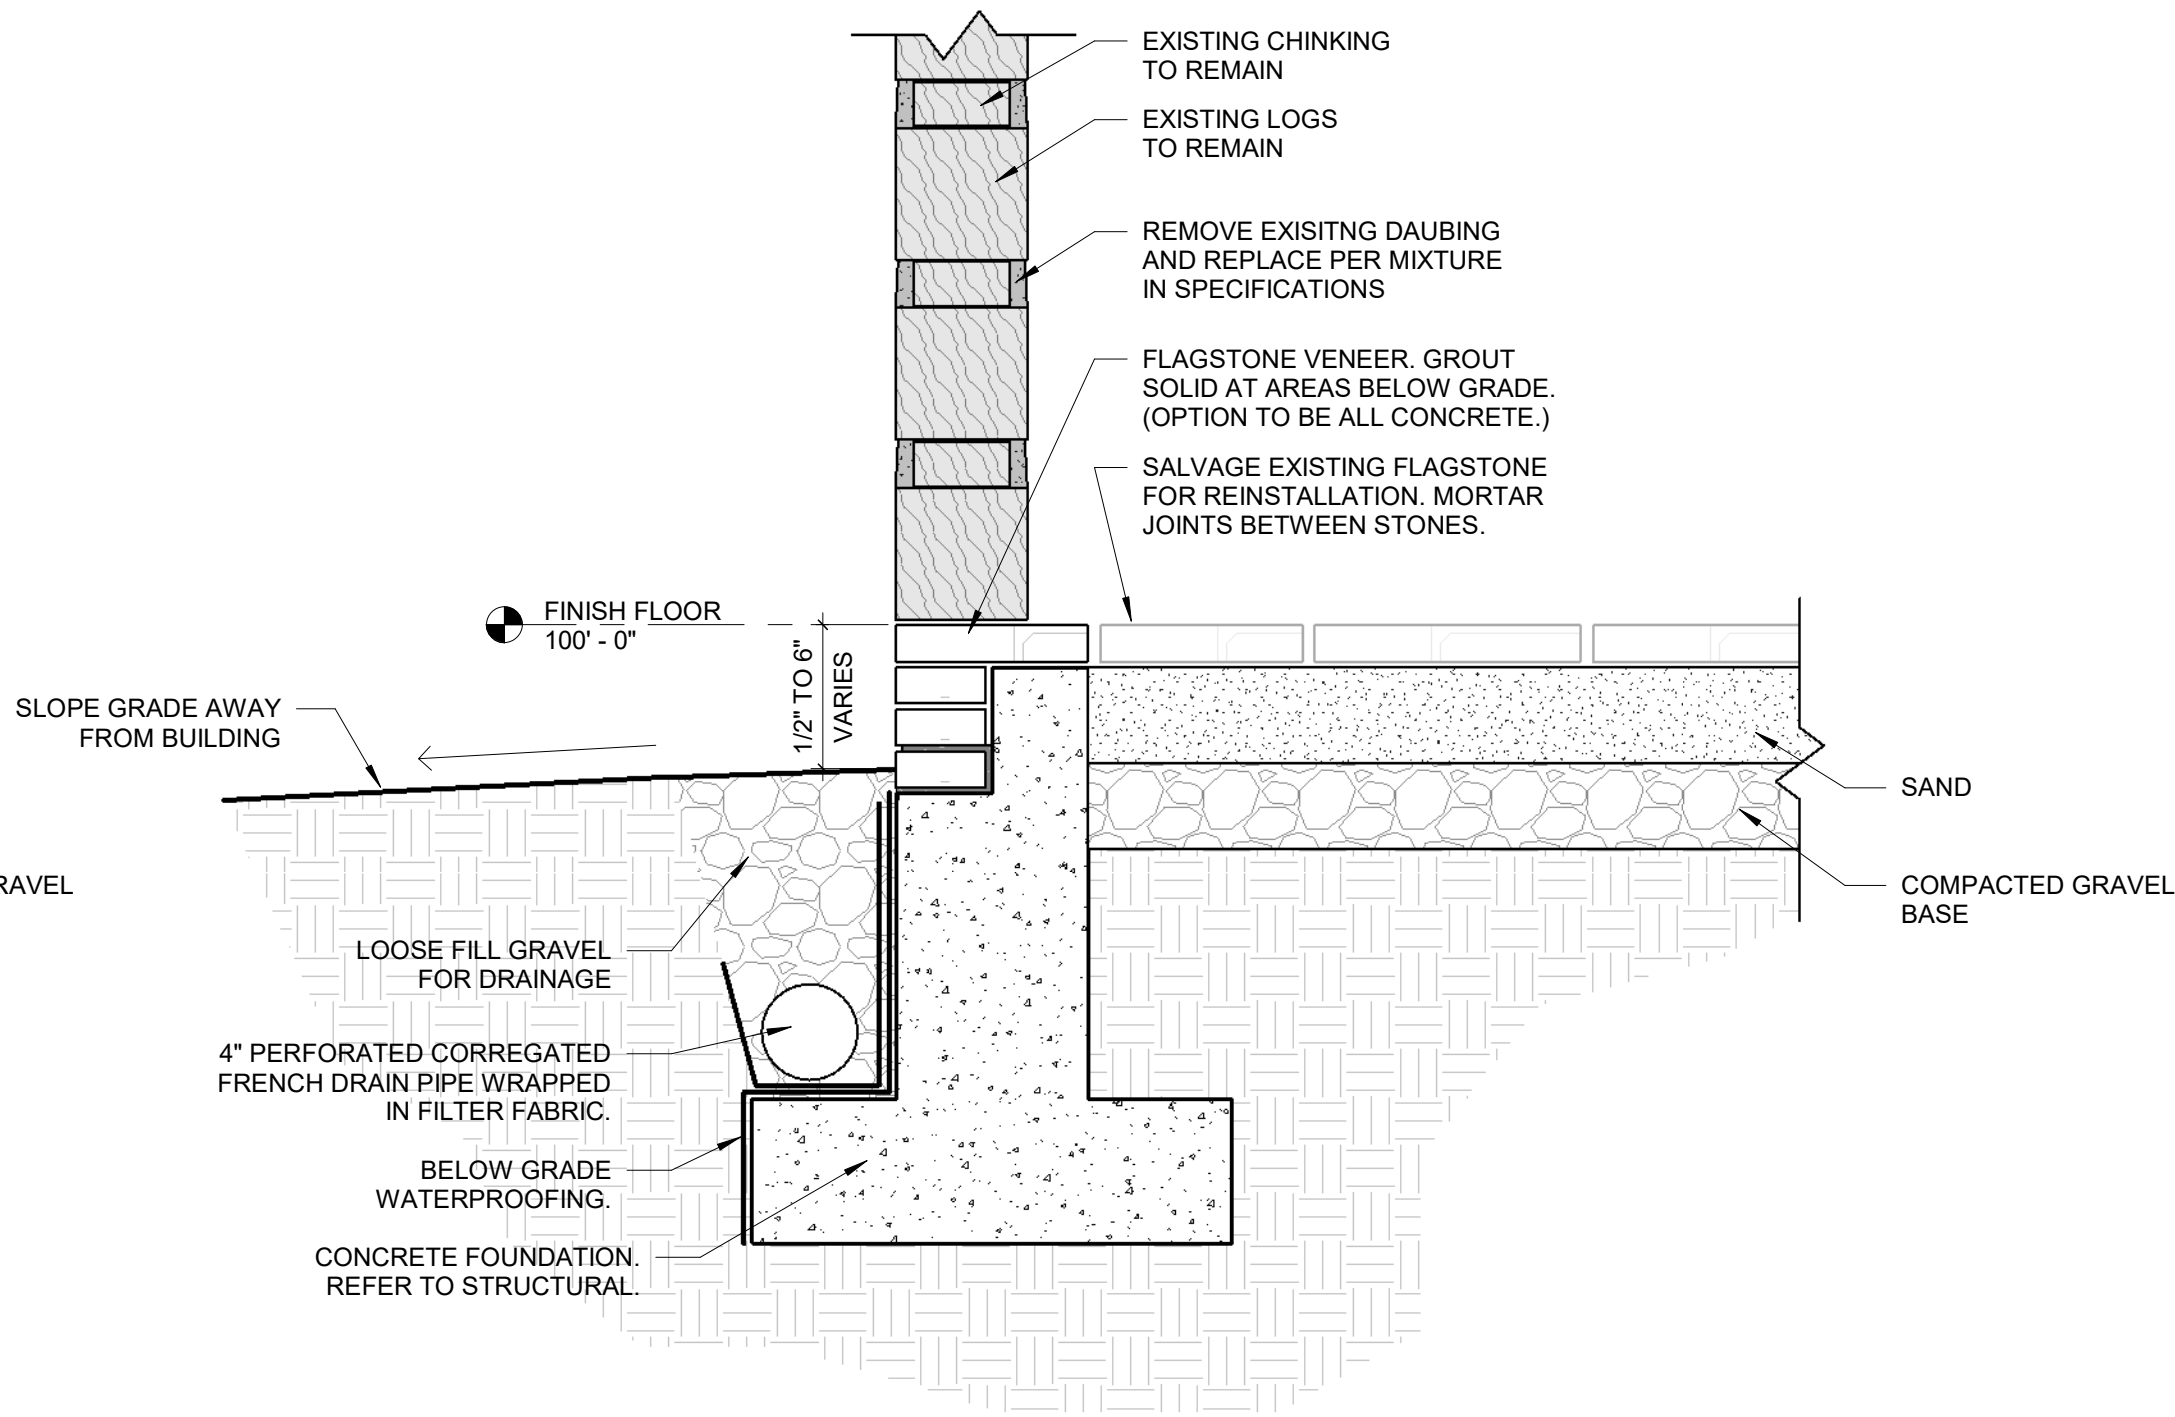 EXISTING CHINKING
TO REMAIN
EXISTING LOGS
TO REMAIN
REMOVE EXISITNG DAUBING
AND REPLACE PER MIXTURE
IN SPECIFICATIONS
FLAGSTONE VENEER. GROUT
SOLID AT AREAS BELOW GRADE.
(OPTION TO BE ALL CONCRETE.)
SALVAGE EXISTING FLAGSTONE
FOR REINSTALLATION. MORTAR
JOINTS BETWEEN STONES.
FINISH FLOOR
100' - 0"
1/2" TO 6"
VARIES
SLOPE GRADE AWAY
FROM BUILDING
SAND
RAVEL
COMPACTED GRAVEL
BASE
LOOSE FILL GRAVEL
FOR DRAINAGE
4" PERFORATED CORREGATED
FRENCH DRAIN PIPE WRAPPED
IN FILTER FABRIC.
BELOW GRADE
WATERPROOFING.
CONCRETE FOUNDATION.
REFER TO STRUCTURAL.